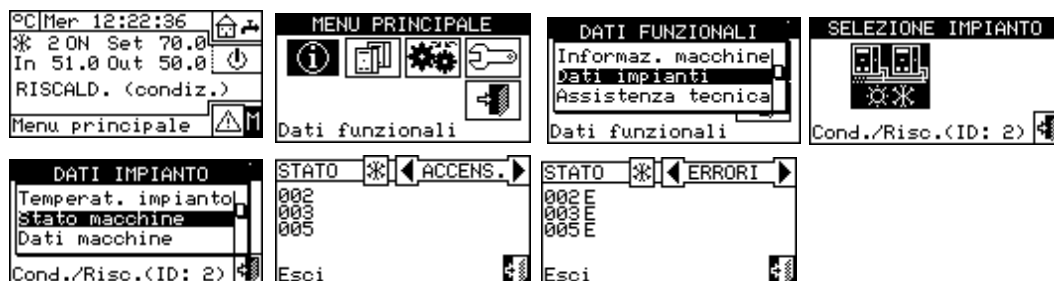 ºC Mer 12:22:36
2 ON Set 70.0
In 51.0 Out 50.0
RISCALD. (condiz.)
Menu principale M
MENU PRINCIPALE
i
Dati funzionali
DATI FUNZIONALI
Informaz. macchine
Dati impianti
Assistenza tecnica
Dati funzionali
SELEZIONE IMPIANTO
Cond./Risc.(ID: 2)
DATI IMPIANTO
Temperat. impianto
Stato macchine
Dati macchine
Cond./Risc.(ID: 2)
STATO ACCENS.
002
003
005
Esci
STATO ERRORI
002 E
003 E
005 E
Esci